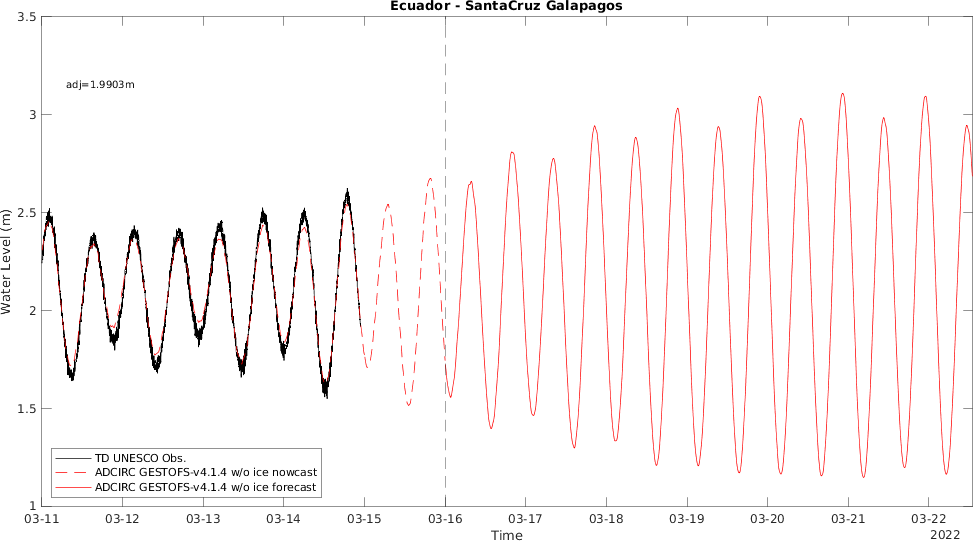 Ecuador - SantaCruz Galapagos
3.5
3
2.5
2
1.5
1
Water Level (m)
adj=1.9903m
TD UNESCO Obs.
ADCIRC GESTOFS-v4.1.4 w/o ice nowcast
ADCIRC GESTOFS-v4.1.4 w/o ice forecast
03-11 03-12 03-13 03-14 03-15 03-16 03-17 03-18 03-19 03-20 03-21 03-22
2022
Time